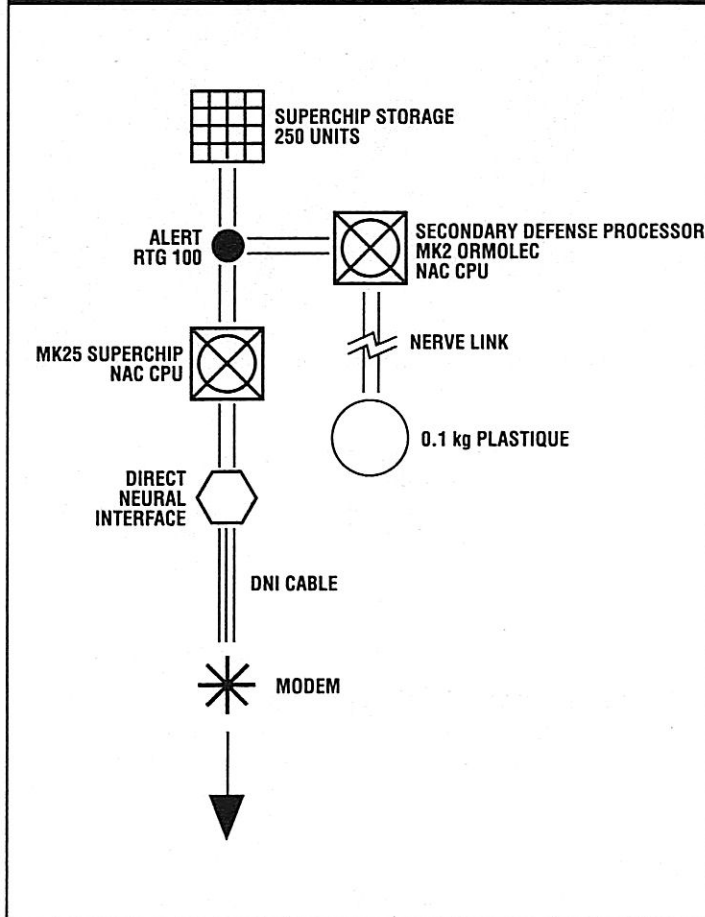 SUPERCHIP STORAGE
250 UNITS
ALERT
RTG 100
SECONDARY DEFENSE PROCESSOR
MK2 ORMOLEC
NAC CPU
MK25 SUPERCHIP
NAC CPU
NERVE LINK
0.1 kg PLASTIQUE
DIRECT
NEURAL
INTERFACE
DNI CABLE
MODEM